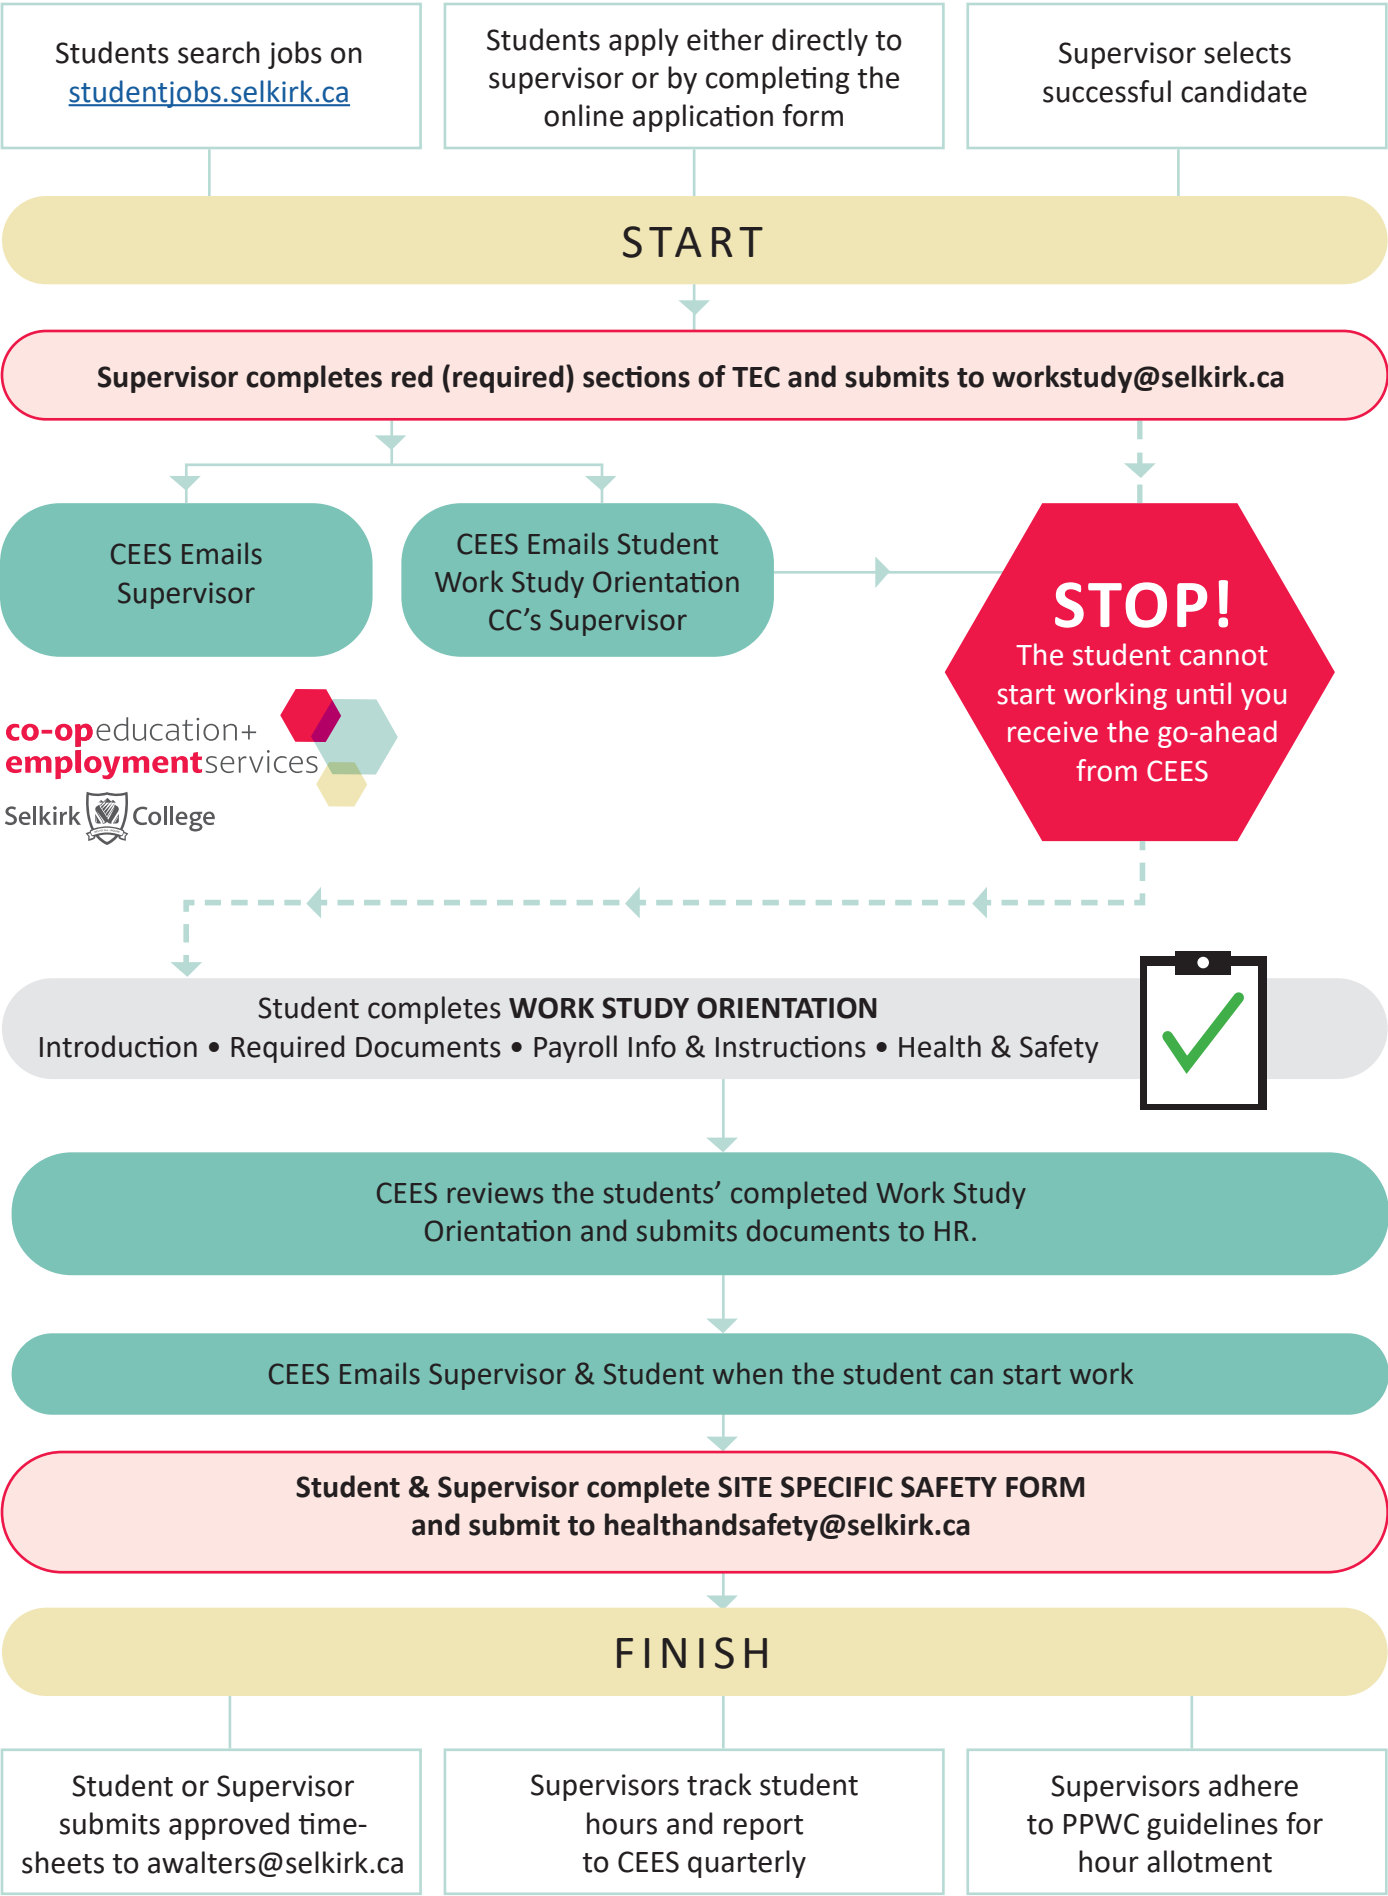 Students search jobs on
studentjobs.selkirk.ca
Students apply either directly to
supervisor or by completing the
online application form
Supervisor selects
successful candidate
START
Supervisor completes red (required) sections of TEC and submits to workstudy@selkirk.ca
CEES Emails
Supervisor
CEES Emails Student
Work Study Orientation
CC’s Supervisor
STOP!
The student cannot
start working until you
receive the go-ahead
from CEES
co-opeducation+
employmentservices
Selkirk College
Student completes WORK STUDY ORIENTATION
Introduction • Required Documents • Payroll Info & Instructions • Health & Safety
CEES reviews the students’ completed Work Study
Orientation and submits documents to HR.
CEES Emails Supervisor & Student when the student can start work
Student & Supervisor complete SITE SPECIFIC SAFETY FORM
and submit to healthandsafety@selkirk.ca
FINISH
Student or Supervisor
submits approved time-
sheets to awalters@selkirk.ca
Supervisors track student
hours and report
to CEES quarterly
Supervisors adhere
to PPWC guidelines for
hour allotment